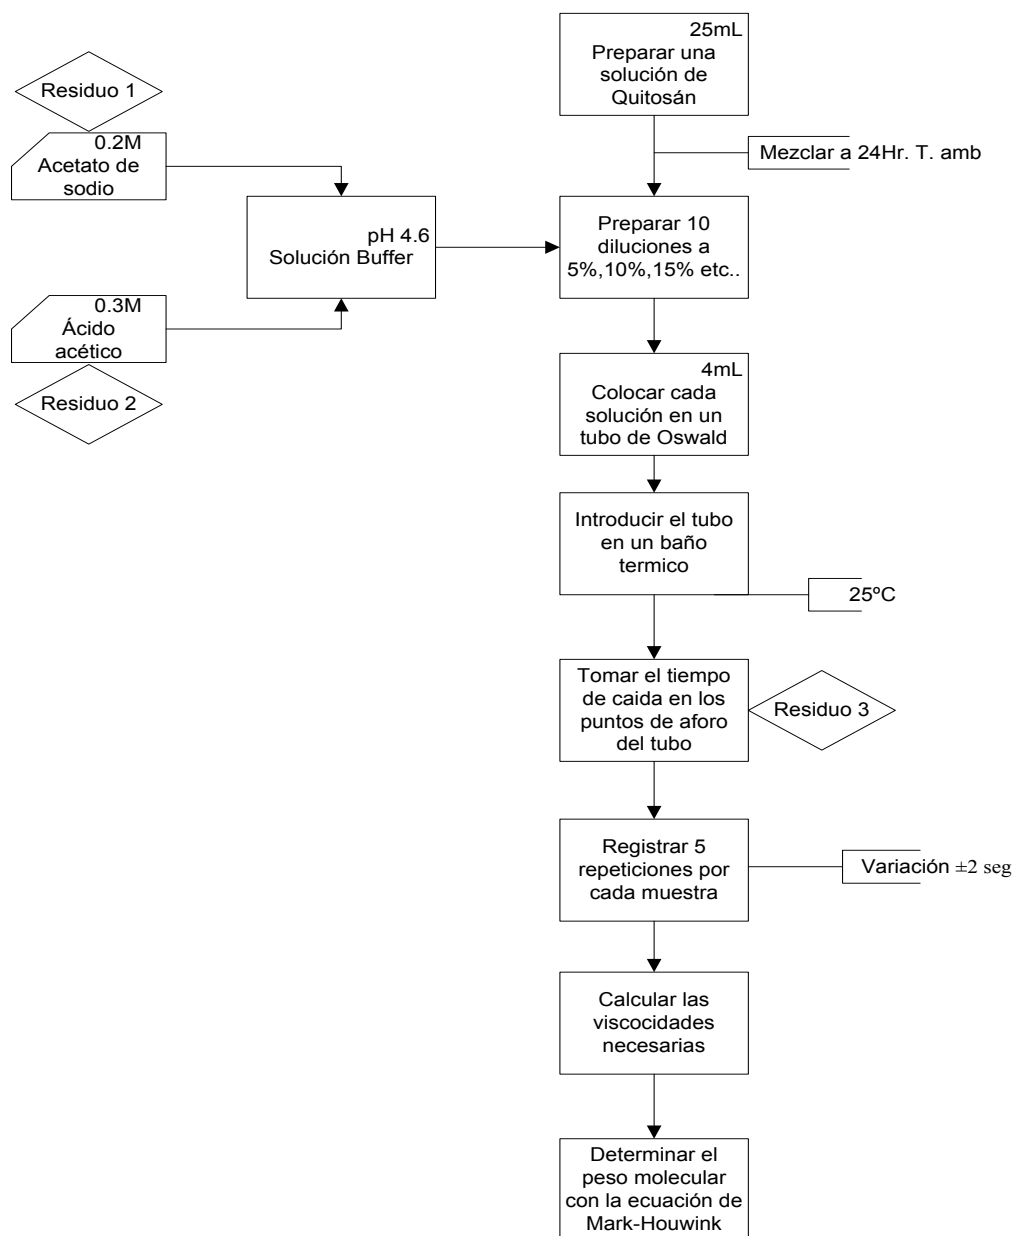 25mL
Preparar una
solución de
Quitosán
Residuo 1
0.2M
Acetato de
sodio
Mezclar a 24Hr. T. amb
pH 4.6
Solución Buffer
Preparar 10
diluciones a
5%,10%,15% etc..
0.3M
Ácido
acético
Residuo 2
4mL
Colocar cada
solución en un
tubo de Oswald
Introducir el tubo
en un baño
termico
25ºC
Tomar el tiempo
de caida en los
puntos de aforo
del tubo
Residuo 3
Registrar 5
repeticiones por
cada muestra
Variación ±2 seg
Calcular las
viscocidades
necesarias
Determinar el
peso molecular
con la ecuación de
Mark-Houwink